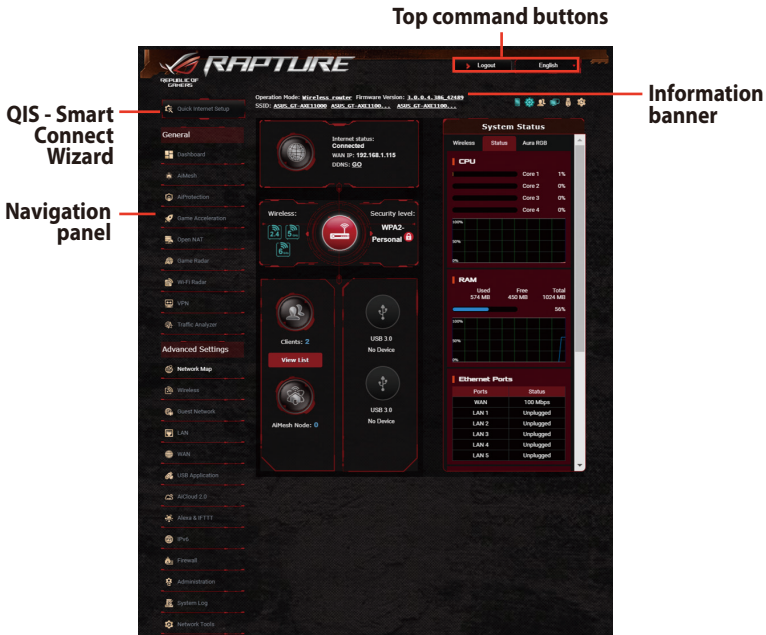 Top command buttons
REPUBLIC OF
GAMERS
RAPTURE
Logout
English
Operation Mode: Wireless router Firmware Version: 3.0.0.4.386_42489
SSID: ASUS_GT-AXE11000 ASUS_GT-AXE1100... ASUS_GT-AXE1100...
Information
banner
QIS - Smart
Connect
Wizard
Navigation
panel
Quick Internet Setup
General
Dashboard
AiMesh
AiProtection
Game Acceleration
Open NAT
Game Radar
Wi-Fi Radar
VPN
Traffic Analyzer
Advanced Settings
Network Map
Wireless
Guest Network
LAN
WAN
USB Application
AiCloud 2.0
Alexa & IFTTT
IPv6
Firewall
Administration
System Log
Network Tools
Internet status:
Connected
WAN IP: 192.168.1.115
DDNS: GO
Wireless:
2.4
5
6
Security level:
WPA2-
Personal
Clients: 2
View List
AiMesh Node: 0
USB 3.0
No Device
USB 3.0
No Device
System Status
Wireless Status Aura RGB
CPU
Core 1 1%
Core 2 0%
Core 3 0%
Core 4 0%
100%
50%
0%
RAM
Used Free Total
574 MB 450 MB 1024 MB
56%
100%
50%
0%
Ethernet Ports
Ports Status
WAN 100 Mbps
LAN 1 Unplugged
LAN 2 Unplugged
LAN 3 Unplugged
LAN 4 Unplugged
LAN 5 Unplugged